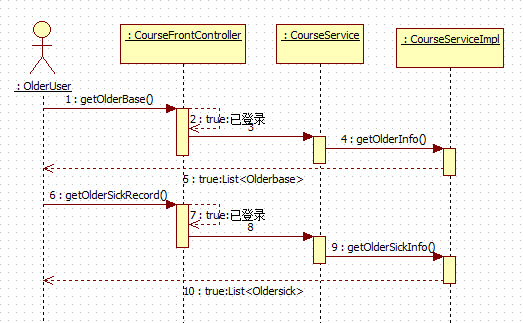 : CourseFrontController
: CourseService
: CourseServiceImpl
: OlderUser
1 : getOlderBase()
2 : true:已登录
3
4 : getOlderInfo()
5 : true:List<Olderbase>
6 : getOlderSickRecord()
7 : true:已登录
8
9 : getOlderSickInfo()
10 : true:List<Oldersick>